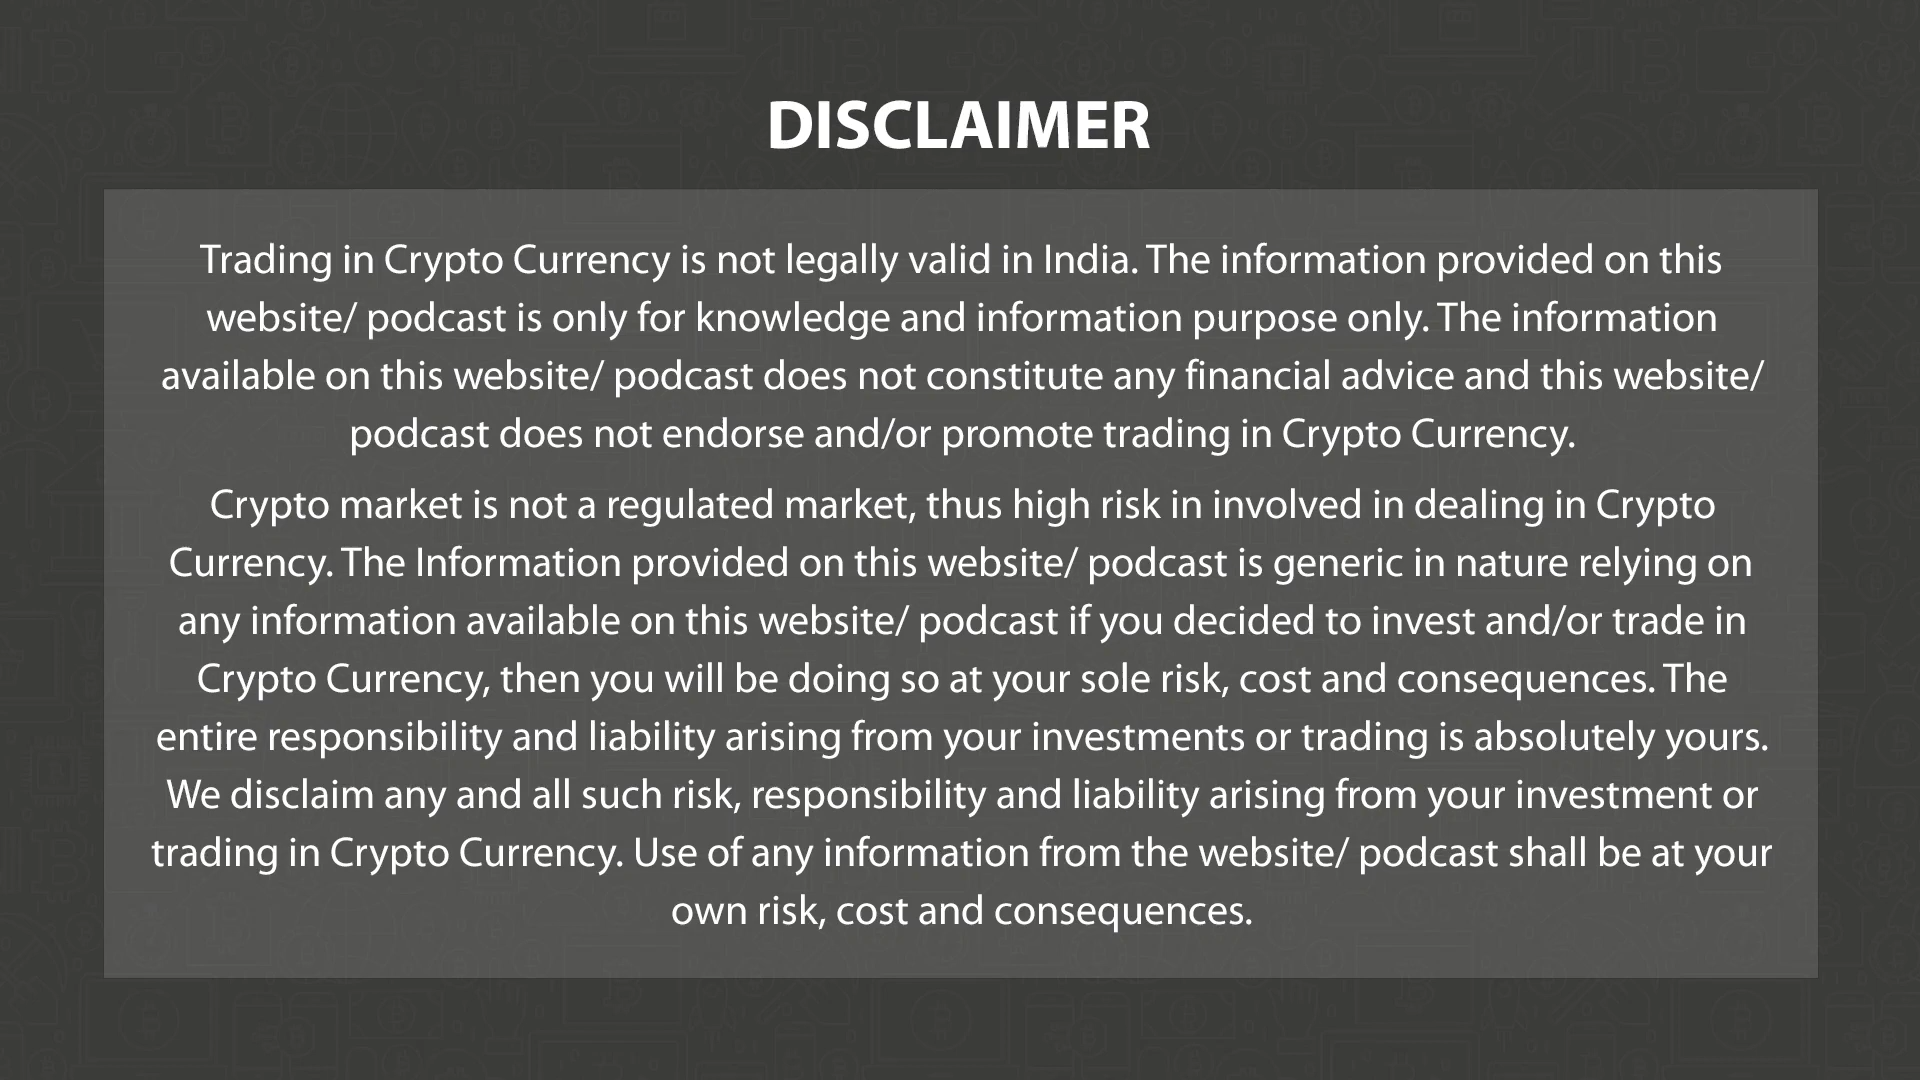 DISCLAIMER
Trading in Crypto Currency is not legally valid in India. The information provided on this
website/ podcast is only for knowledge and information purpose only. The information
available on this website/ podcast does not constitute any financial advice and this website/
podcast does not endorse and/or promote trading in Crypto Currency.
Crypto market is not a regulated market, thus high risk in involved in dealing in Crypto
Currency. The Information provided on this website/ podcast is generic in nature relying on
any information available on this website/ podcast if you decided to invest and/or trade in
Crypto Currency, then you will be doing so at your sole risk, cost and consequences. The
entire responsibility and liability arising from your investments or trading is absolutely yours.
We disclaim any and all such risk, responsibility and liability arising from your investment or
trading in Crypto Currency. Use of any information from the website/ podcast shall be at your
own risk, cost and consequences.